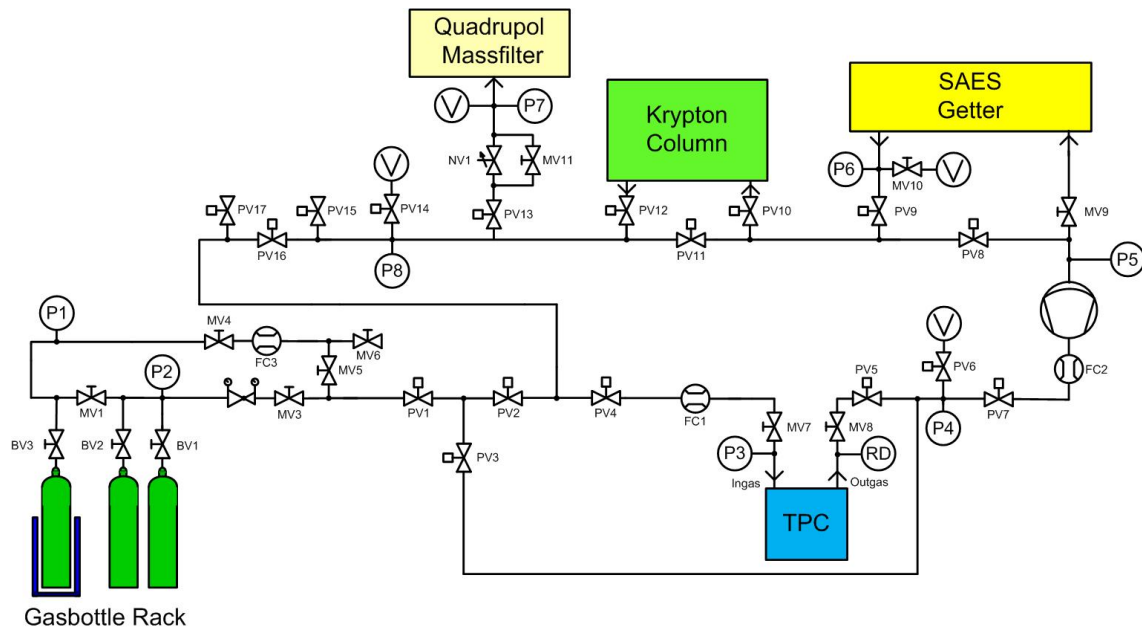 Quadrupol
Massfilter
SAES
Getter
Krypton
Column
V
P7
NV1
MV11
P6
MV10
V
V
PV17
PV15
PV14
PV13
PV12
PV10
PV9
MV9
PV16
P8
PV11
PV8
P5
P1
MV4
FC3
MV6
MV5
V
PV6
FC2
P2
MV1
MV3
PV1
PV2
PV4
FC1
PV5
P4
PV7
BV3
BV2
BV1
PV3
MV7
MV8
P3
RD
Ingas
Outgas
TPC
Gasbottle Rack